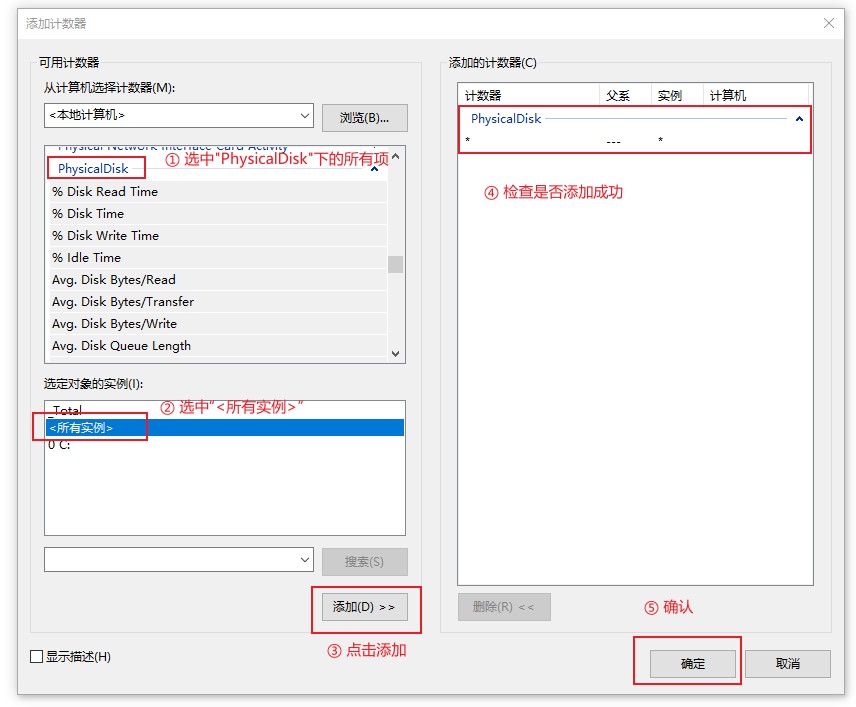 添加计数器
可用计数器
从计算机选择计数器(M):
<本地计算机>
浏览(B)...
Physical Network Interface Card Activity
PhysicalDisk
① 选中"PhysicalDisk"下的所有项
% Disk Read Time
% Disk Time
% Disk Write Time
% Idle Time
Avg. Disk Bytes/Read
Avg. Disk Bytes/Transfer
Avg. Disk Bytes/Write
Avg. Disk Queue Length
选定对象的实例(I):
_Total
② 选中"<所有实例>"
<所有实例>
0 C:
搜索(S)
添加(D) >>
③ 点击添加
显示描述(H)
添加的计数器(C)
计数器 父系 实例 计算机
PhysicalDisk
* --- *
④ 检查是否添加成功
删除(R) <<
⑤ 确认
确定
取消